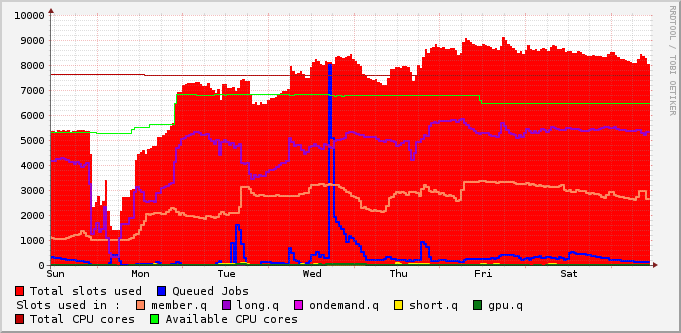 10000
9000
8000
7000
6000
5000
4000
3000
2000
1000
0
Sun Mon Tue Wed Thu Fri Sat
RRDTOOL / TOBI OETIKER
Total slots used Queued Jobs
Slots used in : member.q long.q ondemand.q short.q gpu.q
Total CPU cores Available CPU cores